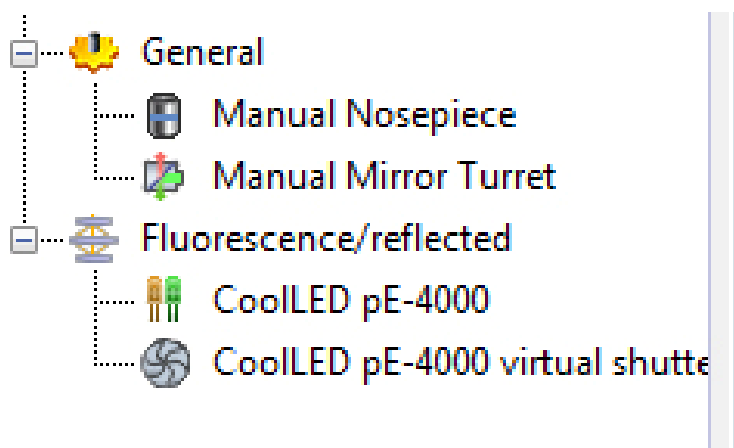 General
Manual Nosepiece
Manual Mirror Turret
Fluorescence/reflected
CoolLED pE-4000
CoolLED pE-4000 virtual shutte